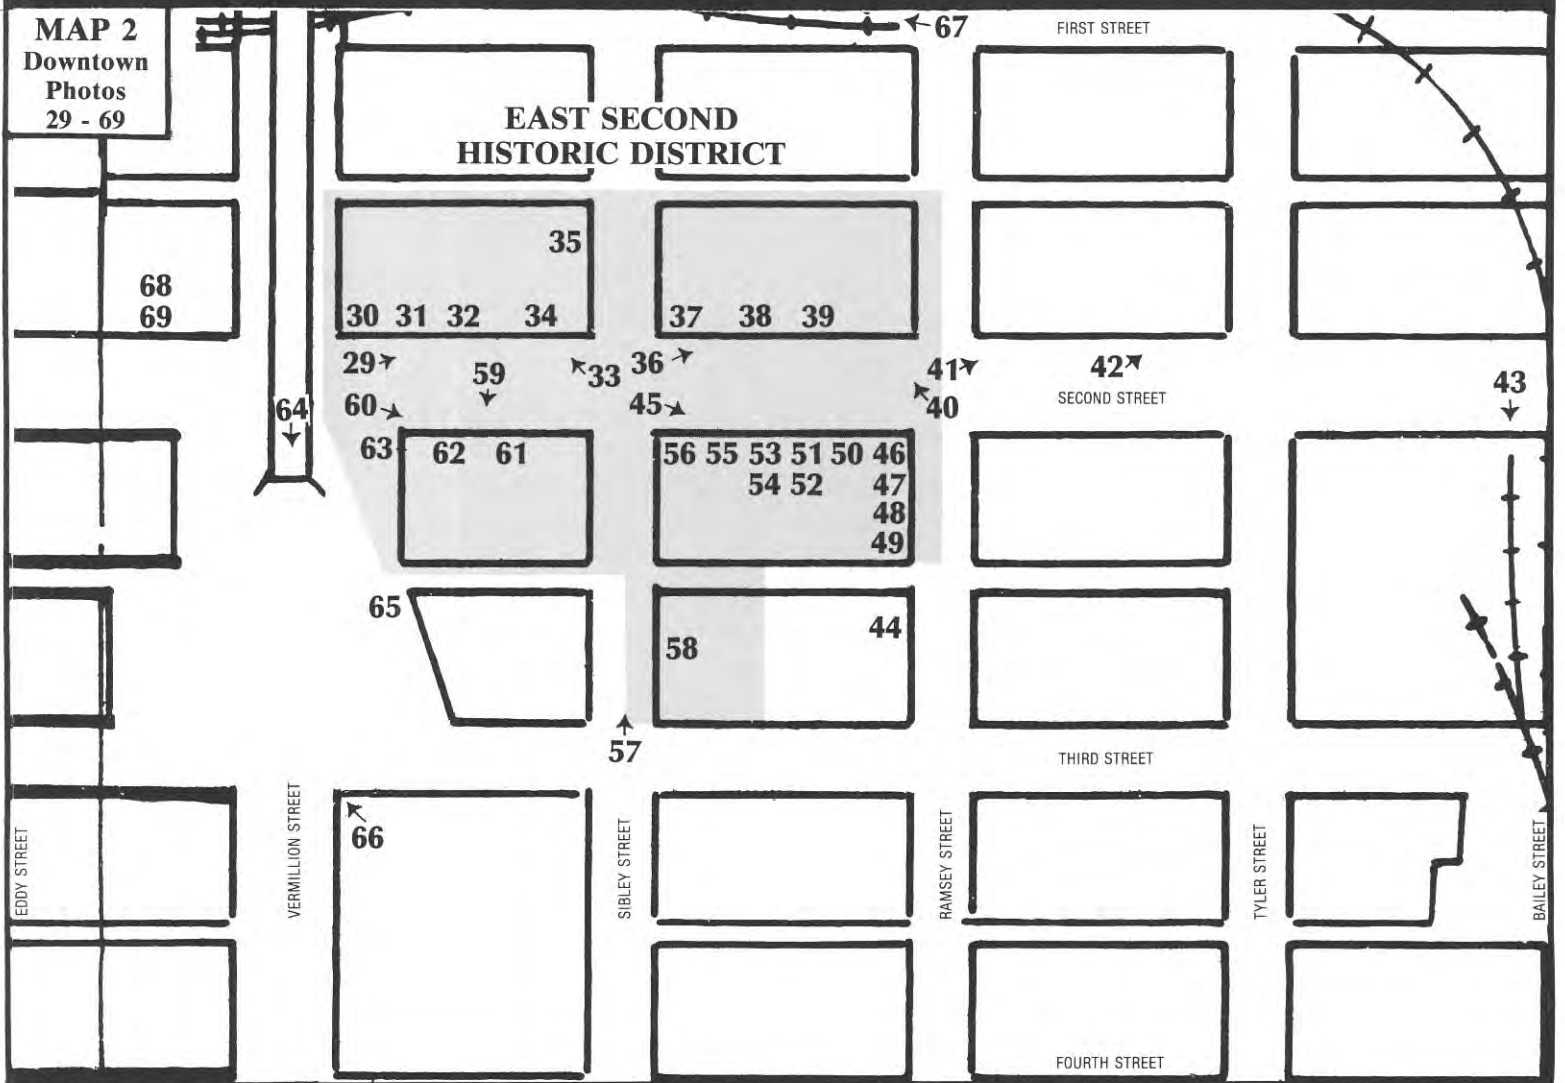 MAP 2
Downtown
Photos
29 - 69
67
FIRST STREET
EAST SECOND
HISTORIC DISTRICT
35
68
69
30 31 32 34
37 38 39
29
59
33
36
41
42
43
60
64
45
40
SECOND STREET
63 62 61
56 55 53 51 50 46
54 52 47
48
49
65
44
58
57
THIRD STREET
66
EDDY STREET
VERMILLION STREET
SIBLEY STREET
RAMSEY STREET
TYLER STREET
BAILEY STREET
FOURTH STREET